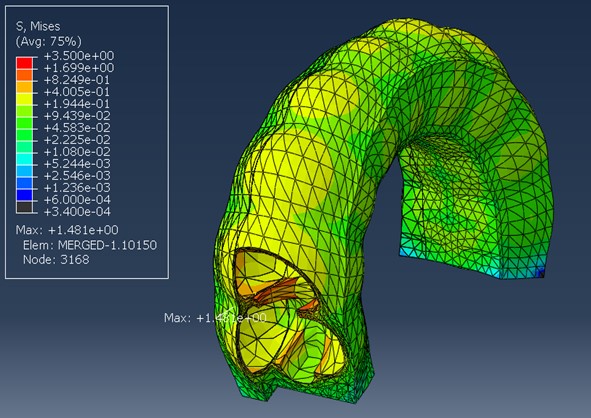 S, Mises
(Avg: 75%)
+3.500e+00
+1.699e+00
+8.249e-01
+4.005e-01
+1.944e-01
+9.439e-02
+4.583e-02
+2.225e-02
+1.080e-02
+5.244e-03
+2.546e-03
+1.236e-03
+6.000e-04
+3.400e-04
Max: +1.481e+00
Elem: MERGED-1.10150
Node: 3168
Max: +1.481e+00